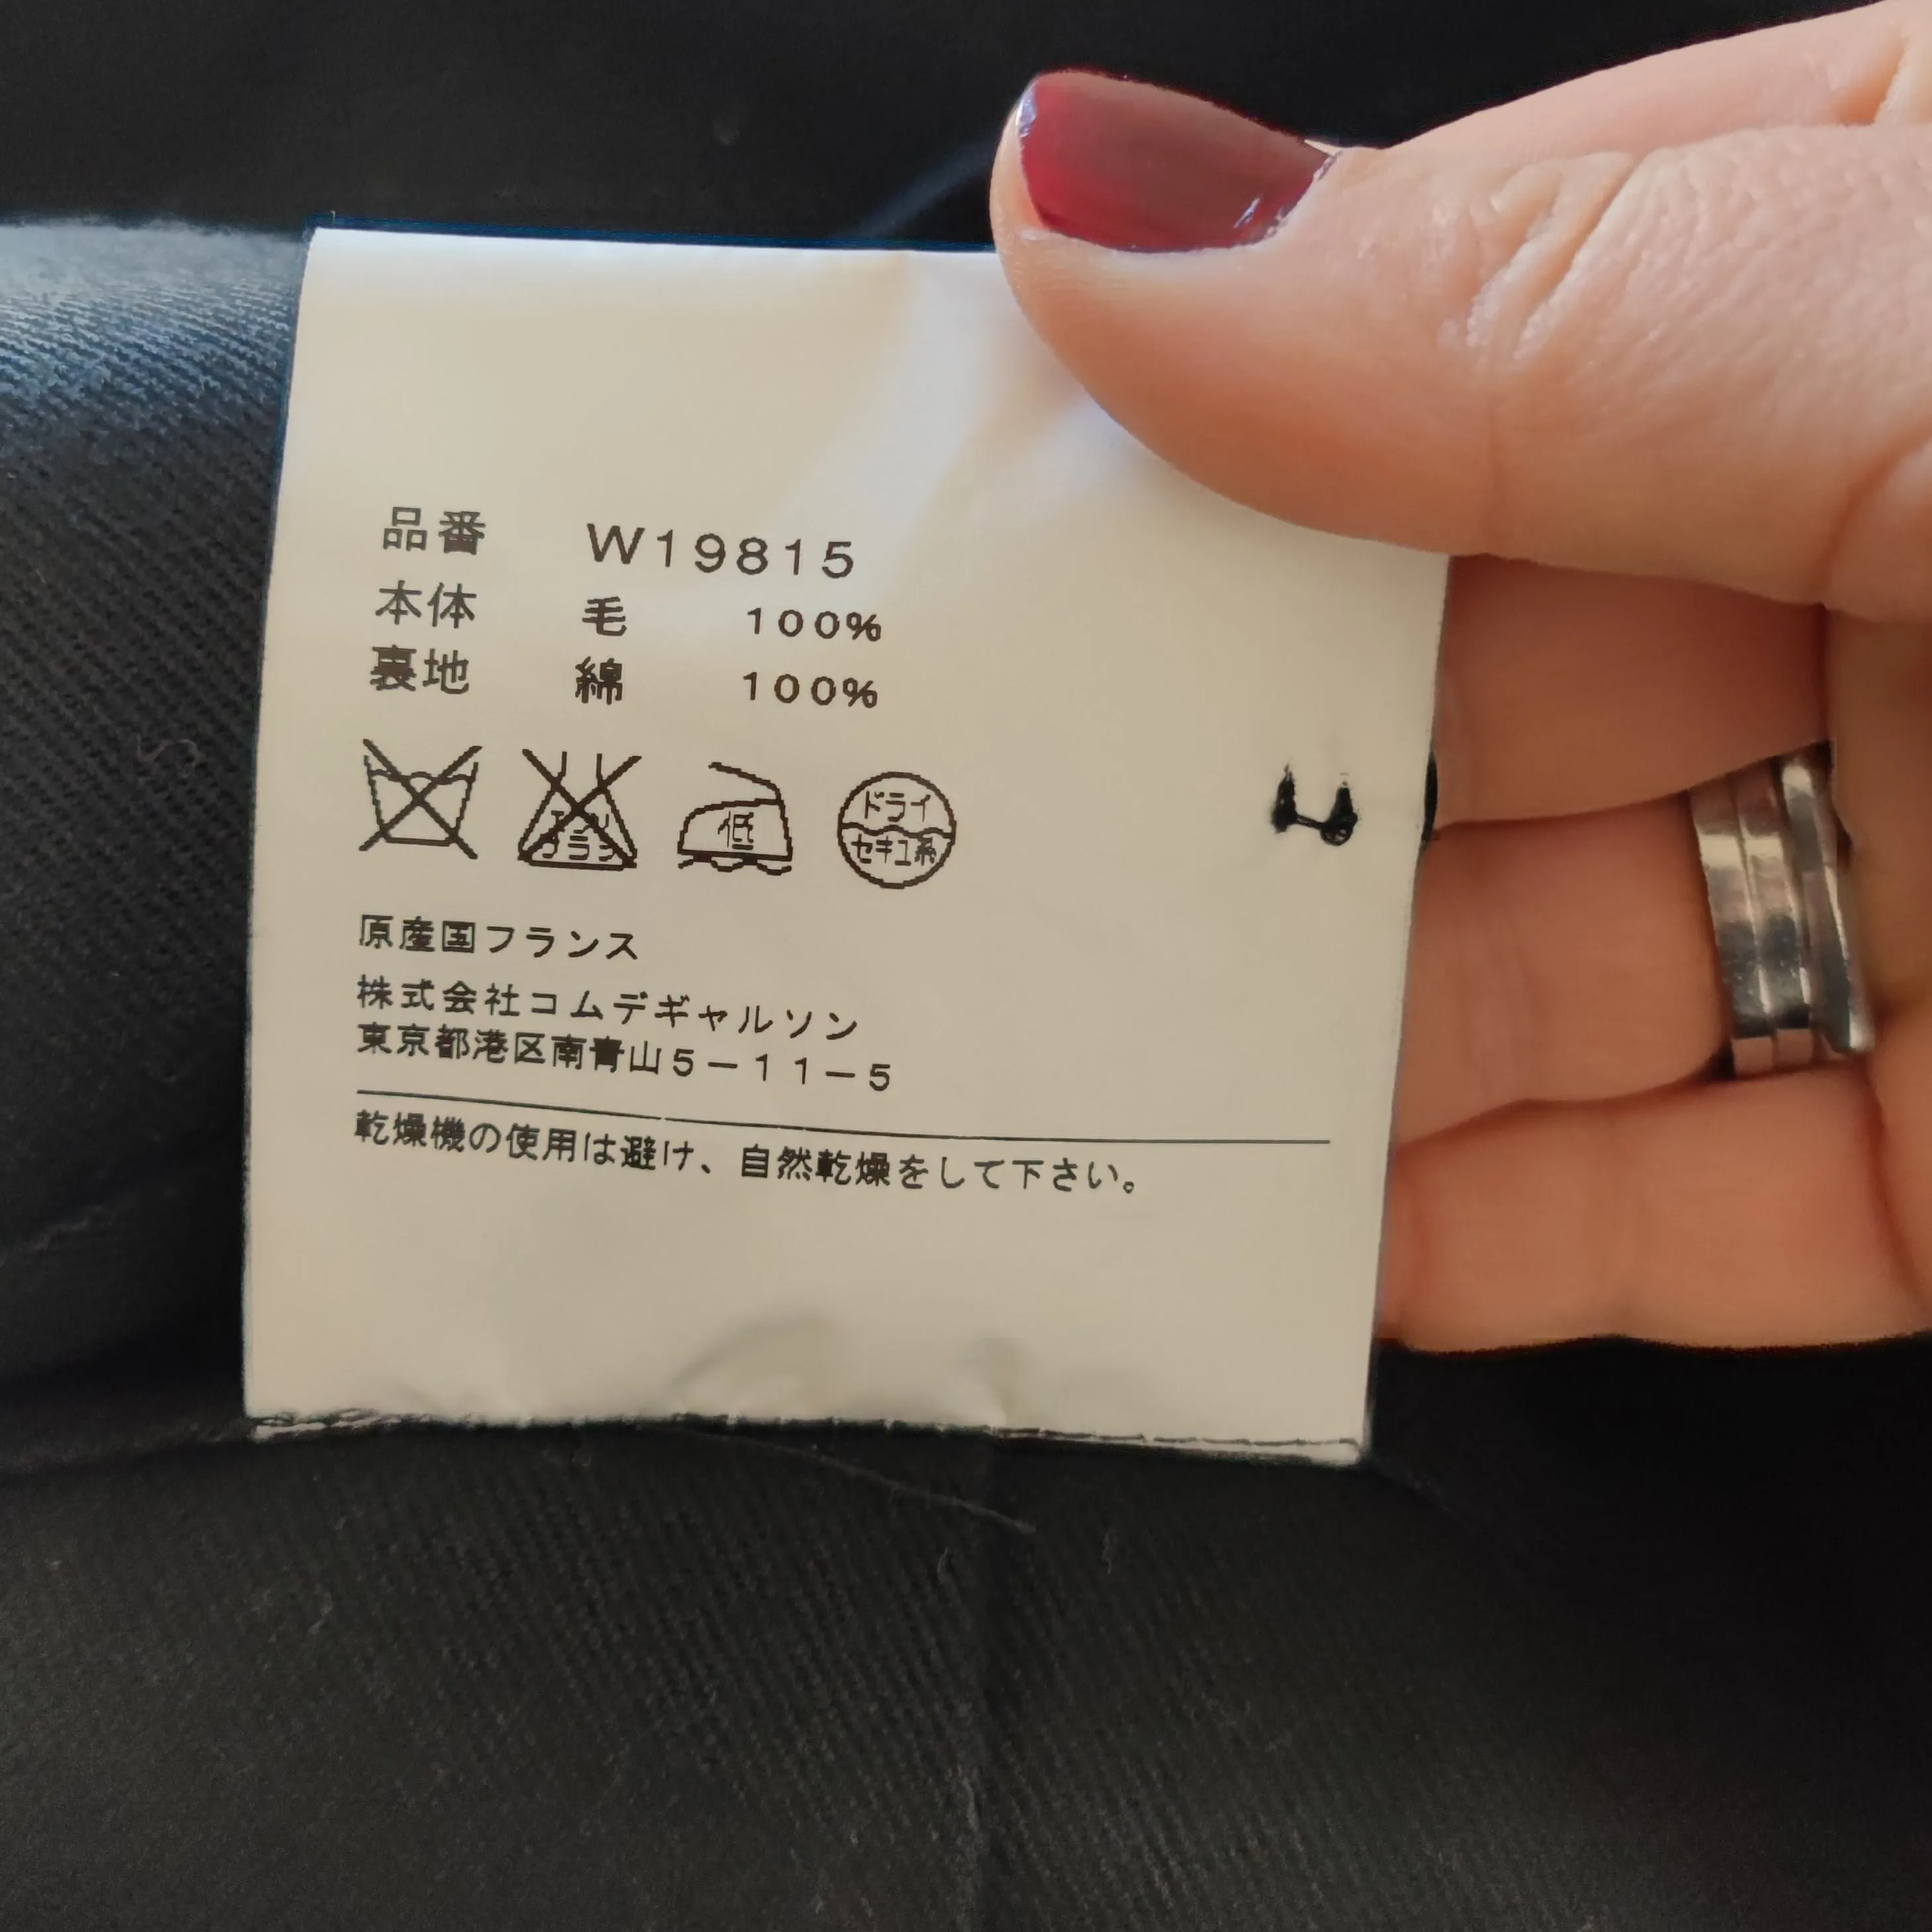 品番 W19815
本体 毛 100%
裏地 綿 100%
低
ドライ
セキユ系
原産国フランス
株式会社コムデギャルソン
東京都港区南青山5-11-5
乾燥機の使用は避け、自然乾燥をして下さい。